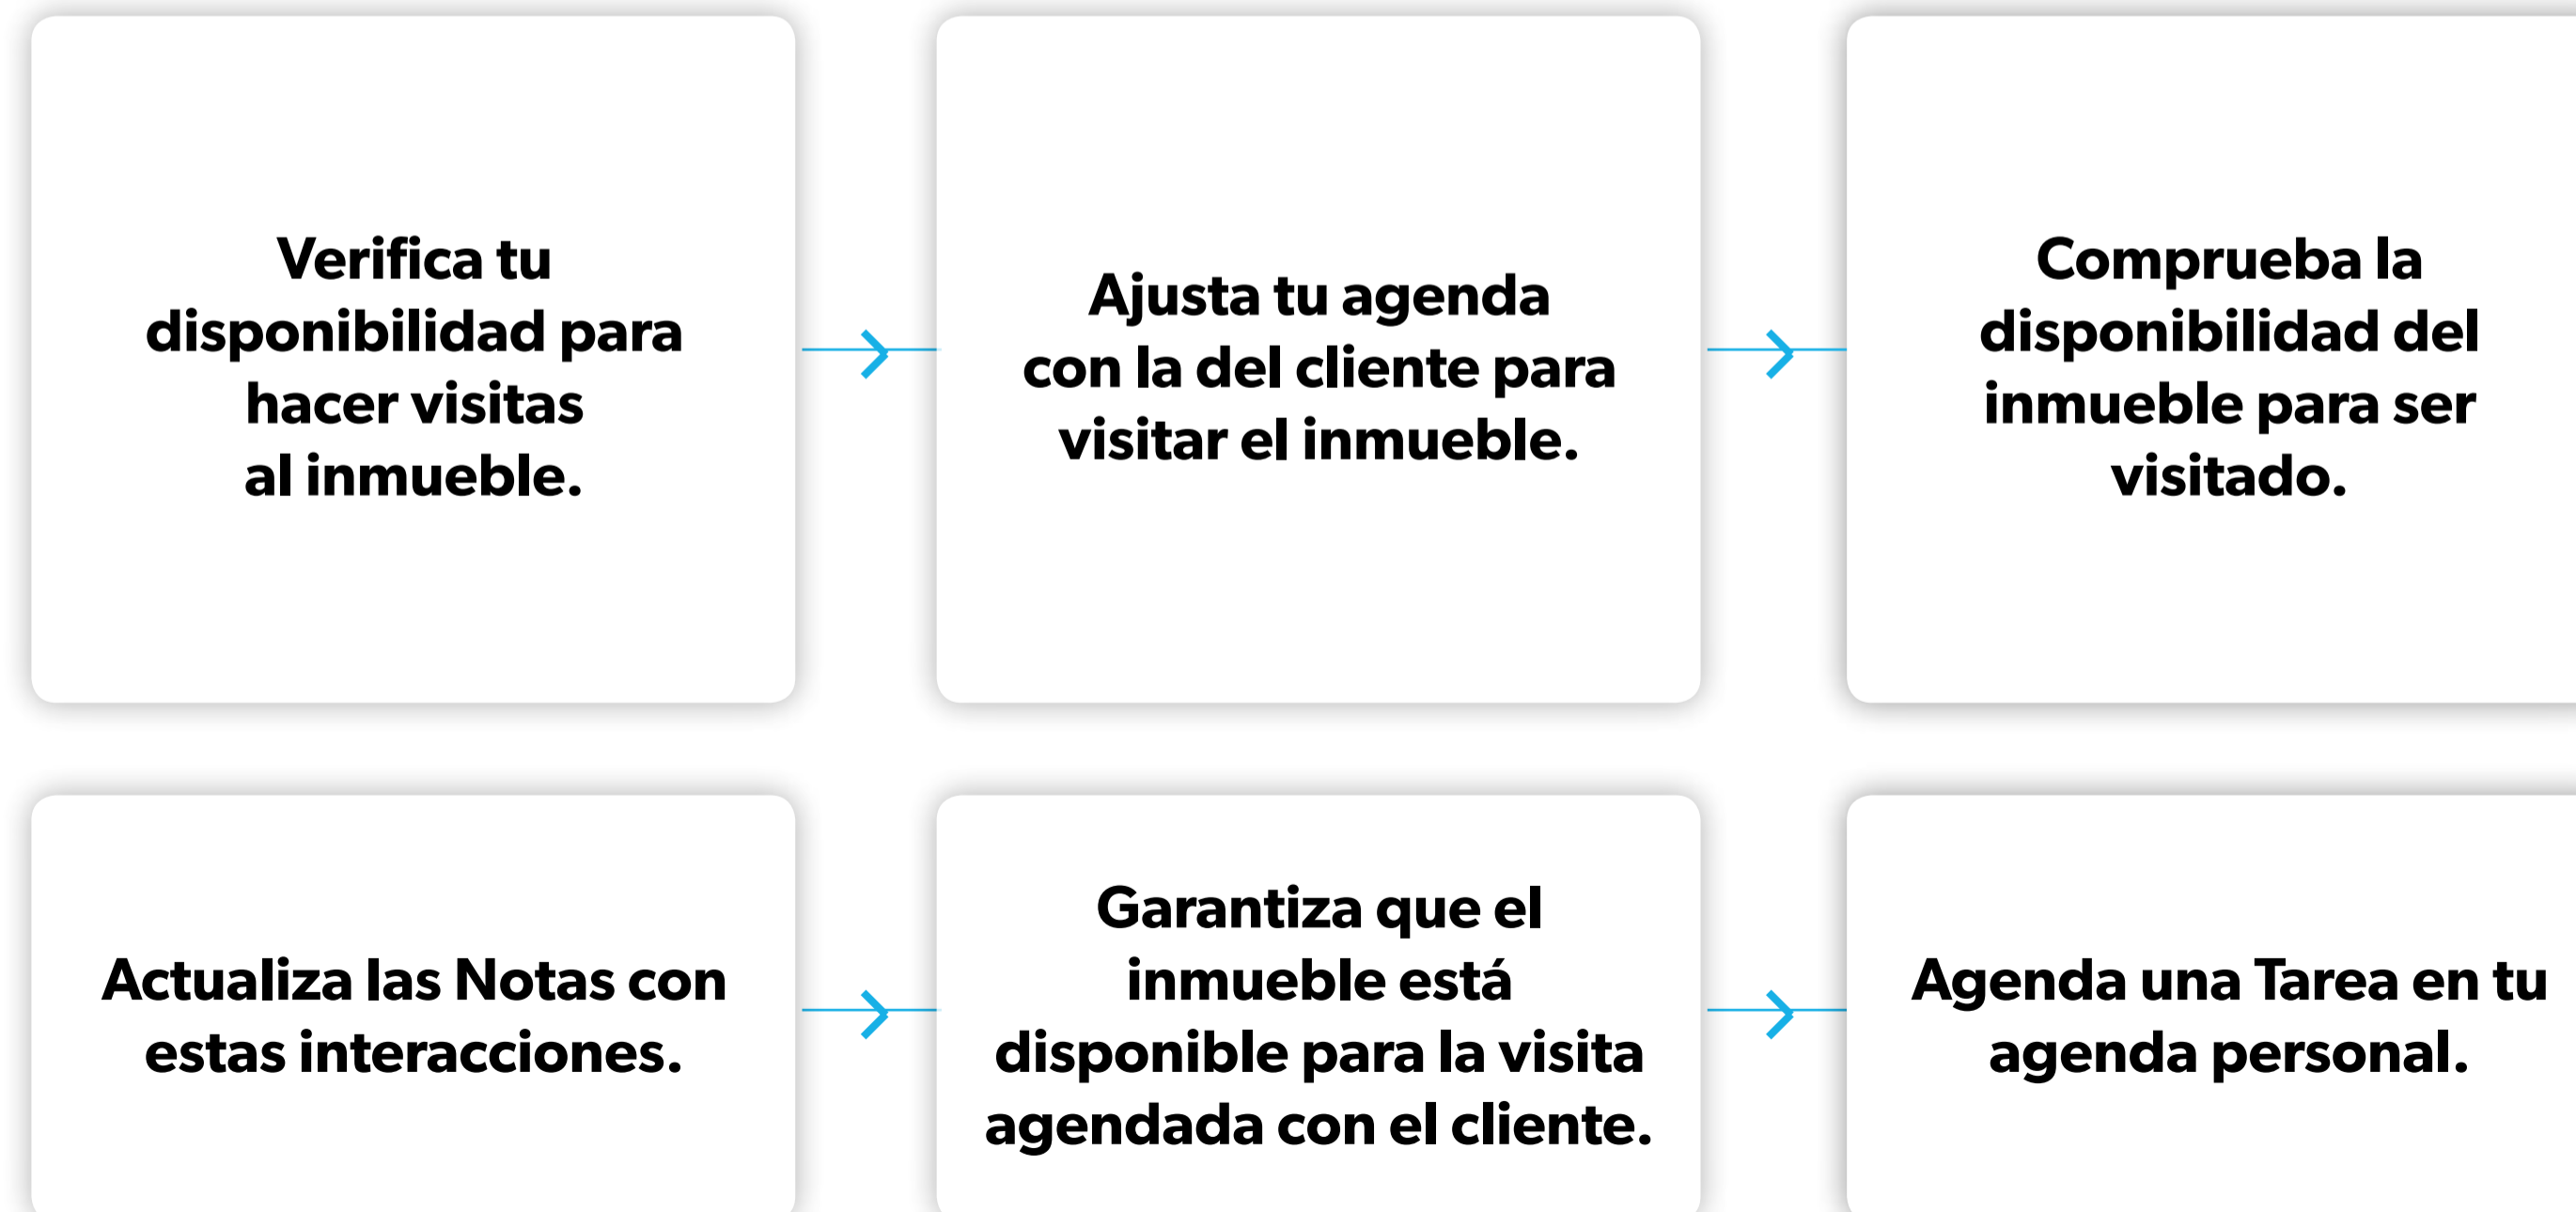 Verifica tu
disponibilidad para
hacer visitas
al inmueble.
Ajusta tu agenda
con la del cliente para
visitar el inmueble.
Comprueba la
disponibilidad del
inmueble para ser
visitado.
Actualiza las Notas con
estas interacciones.
Garantiza que el
inmueble está
disponible para la visita
agendada con el cliente.
Agenda una Tarea en tu
agenda personal.